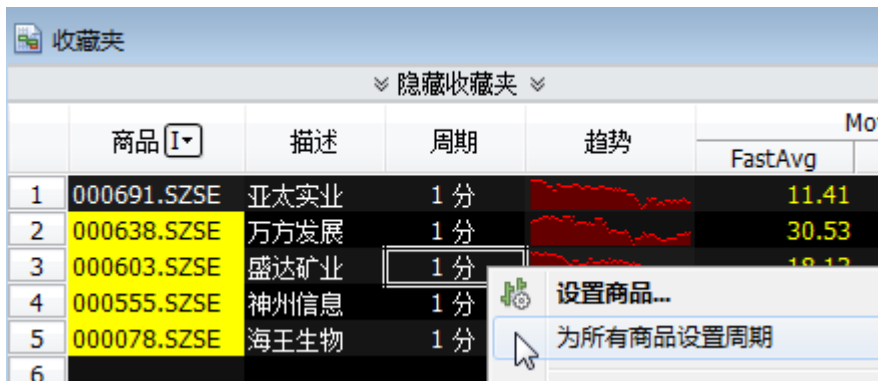 收藏夹
隐藏收藏夹
商品 描述 周期 趋势 Mov
FastAvg
1 000691.SZSE 亚太实业 1 分 11.41
2 000638.SZSE 万方发展 1 分 30.53
3 000603.SZSE 盛达矿业 1 分 18.12
4 000555.SZSE 神州信息 1 分 设置商品...
5 000078.SZSE 海王生物 1 分 为所有商品设置周期
6